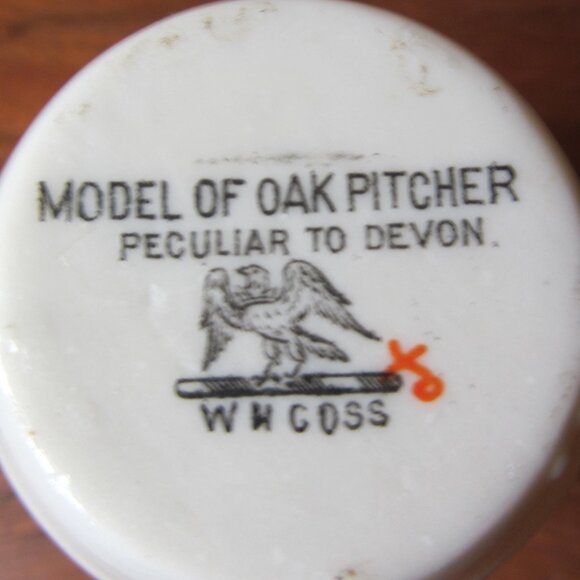 MODEL OF OAK PITCHER
PECULIAR TO DEVON.
W H GOSS